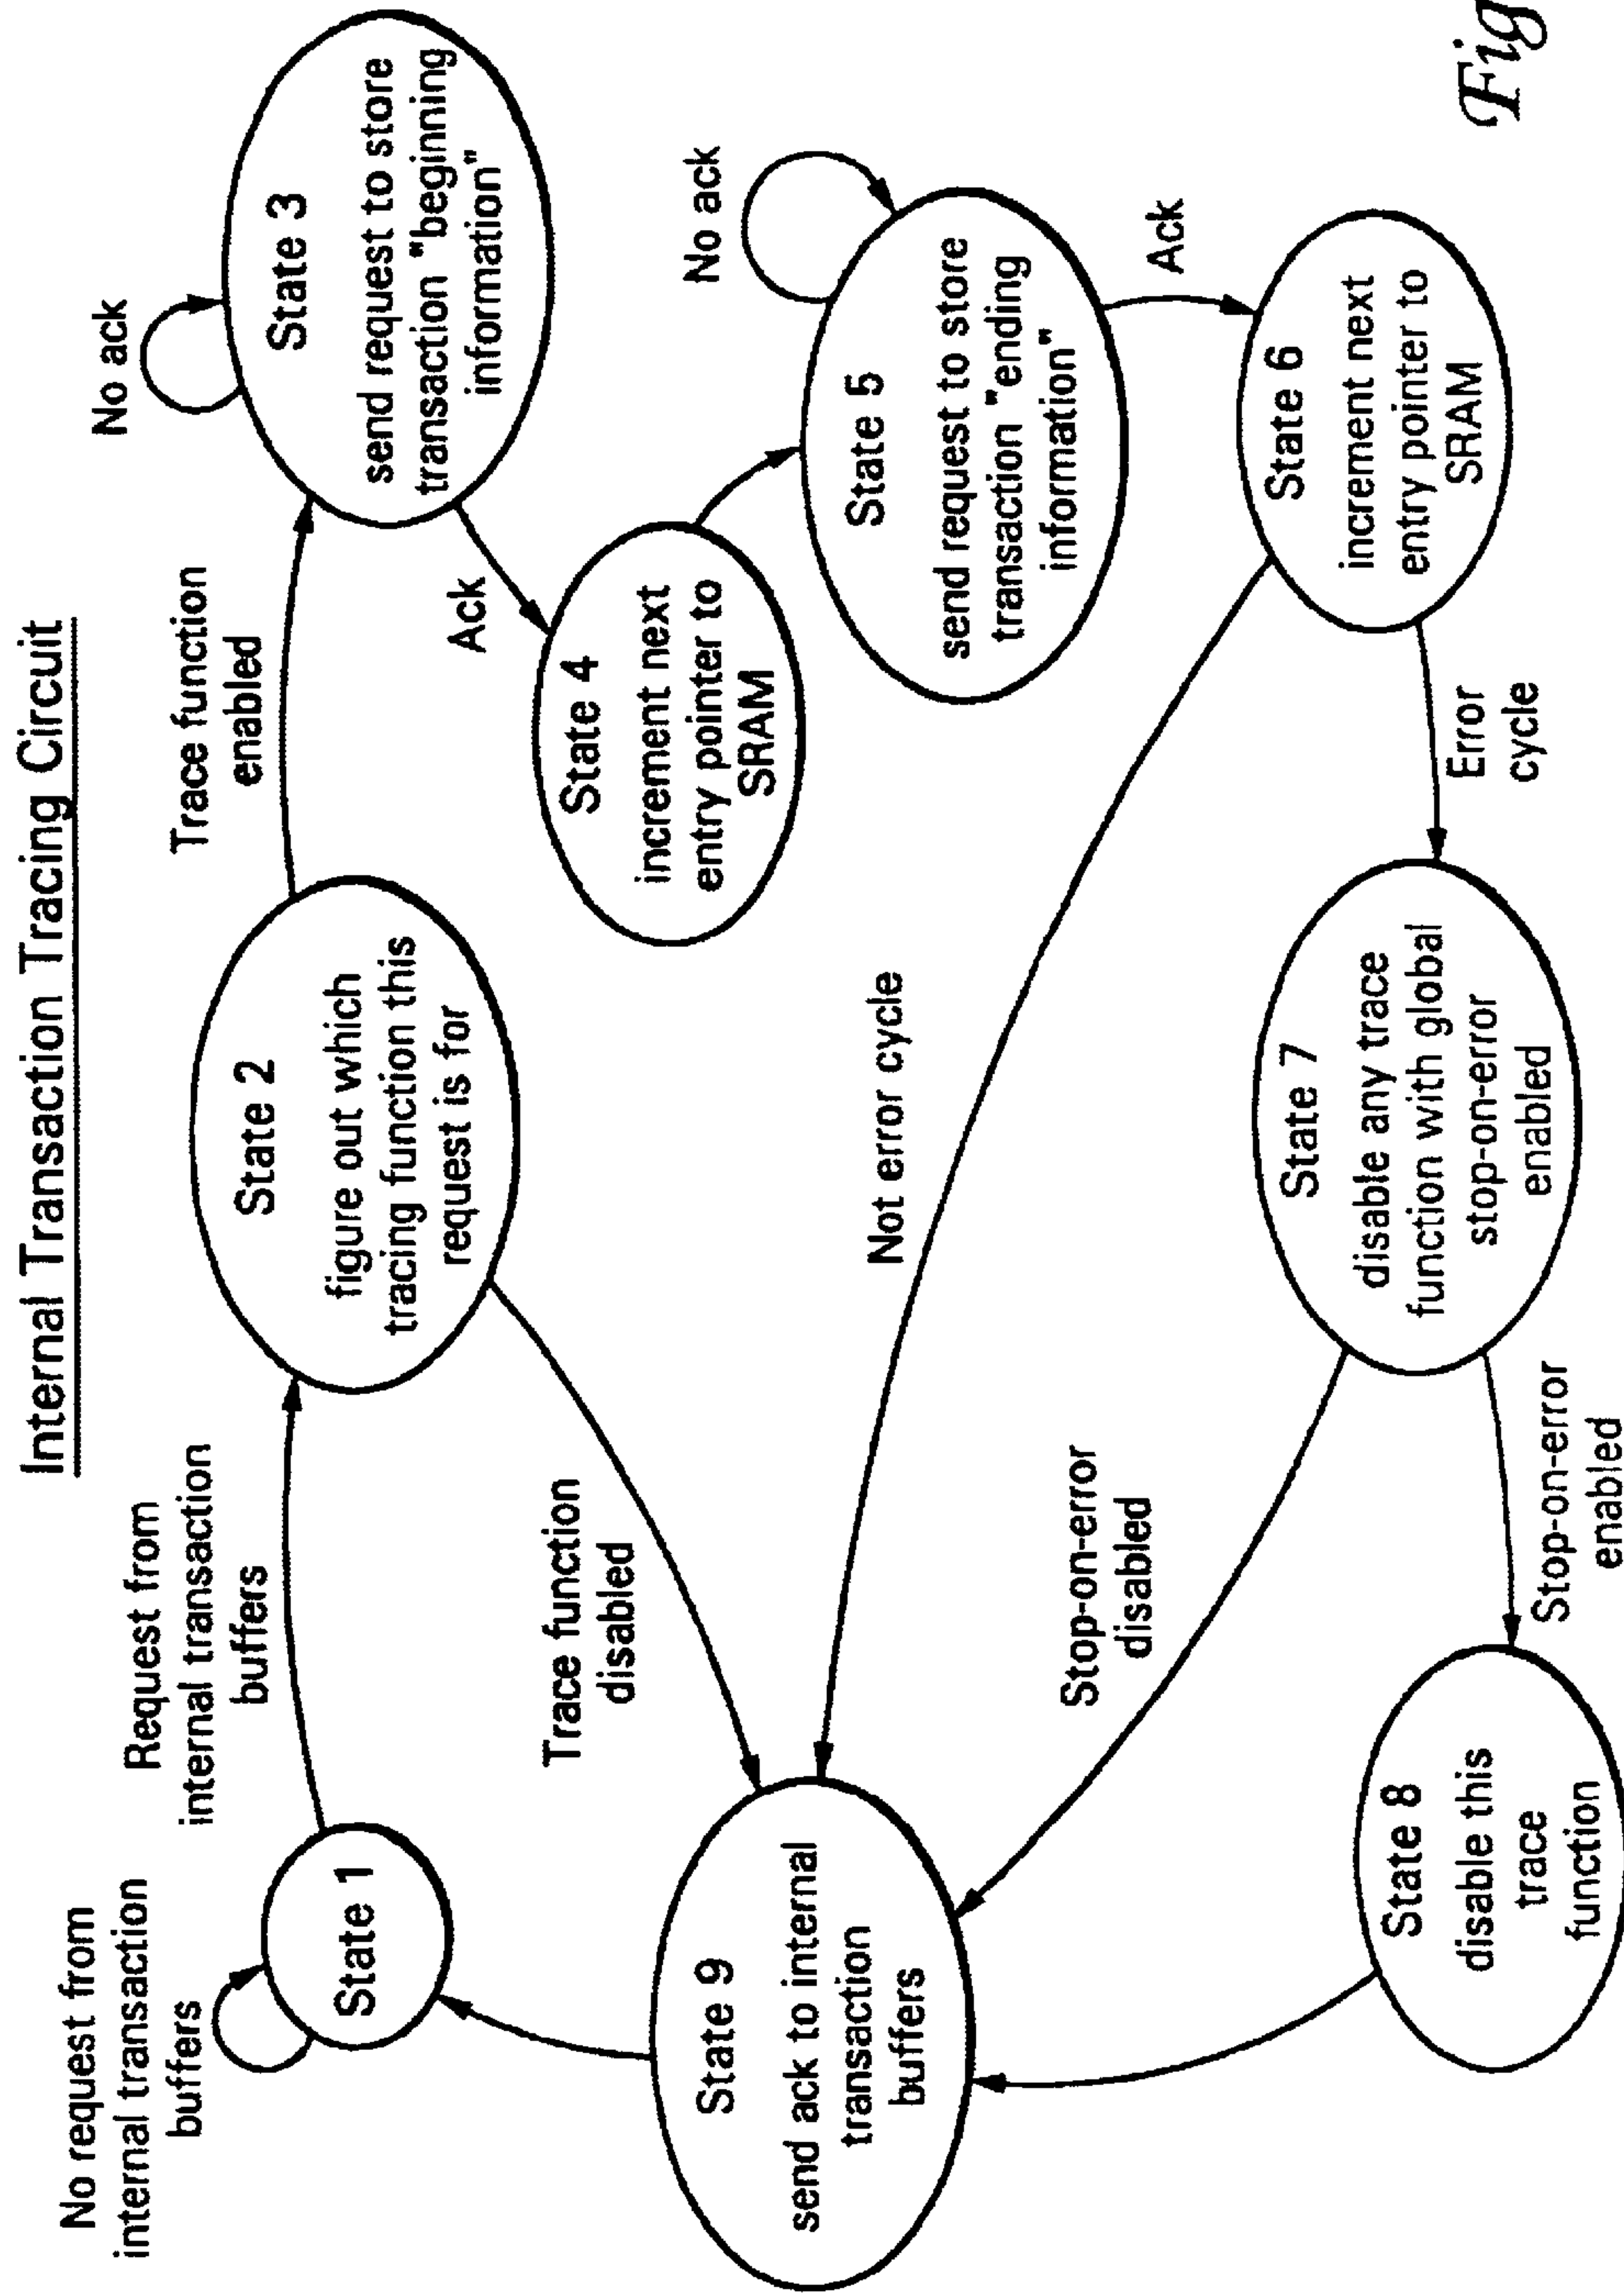 Internal Transaction Tracing Circuit
No request from
internal transaction
buffers
State 1
Request from
internal transaction
buffers
State 2
figure out which
tracing function this
request is for
Trace function
enabled
No ack
State 3
send request to store
transaction "beginning
information"
Ack
State 4
increment next
entry pointer to
SRAM
No ack
State 5
send request to store
transaction "ending
information"
Ack
State 6
increment next
entry pointer to
SRAM
Trace function
disabled
Not error cycle
Error
cycle
State 7
disable any trace
function with global
stop-on-error
enabled
Stop-on-error
disabled
Stop-on-error
enabled
State 8
disable this
trace
function
State 9
send ack to internal
transaction
buffers
Fig